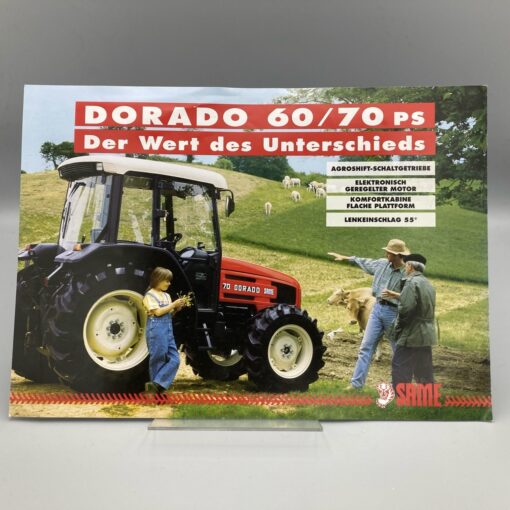 DORADO 60/70 PS
Der Wert des Unterschieds
AGROSHIFT-SCHALTGETRIEBE
ELEKTRONISCH
GEREGELTER MOTOR
KOMFORTKABINE
FLACHE PLATTFORM
LENKEINSCHLAG 55°
70 DORADO SAME
SAME